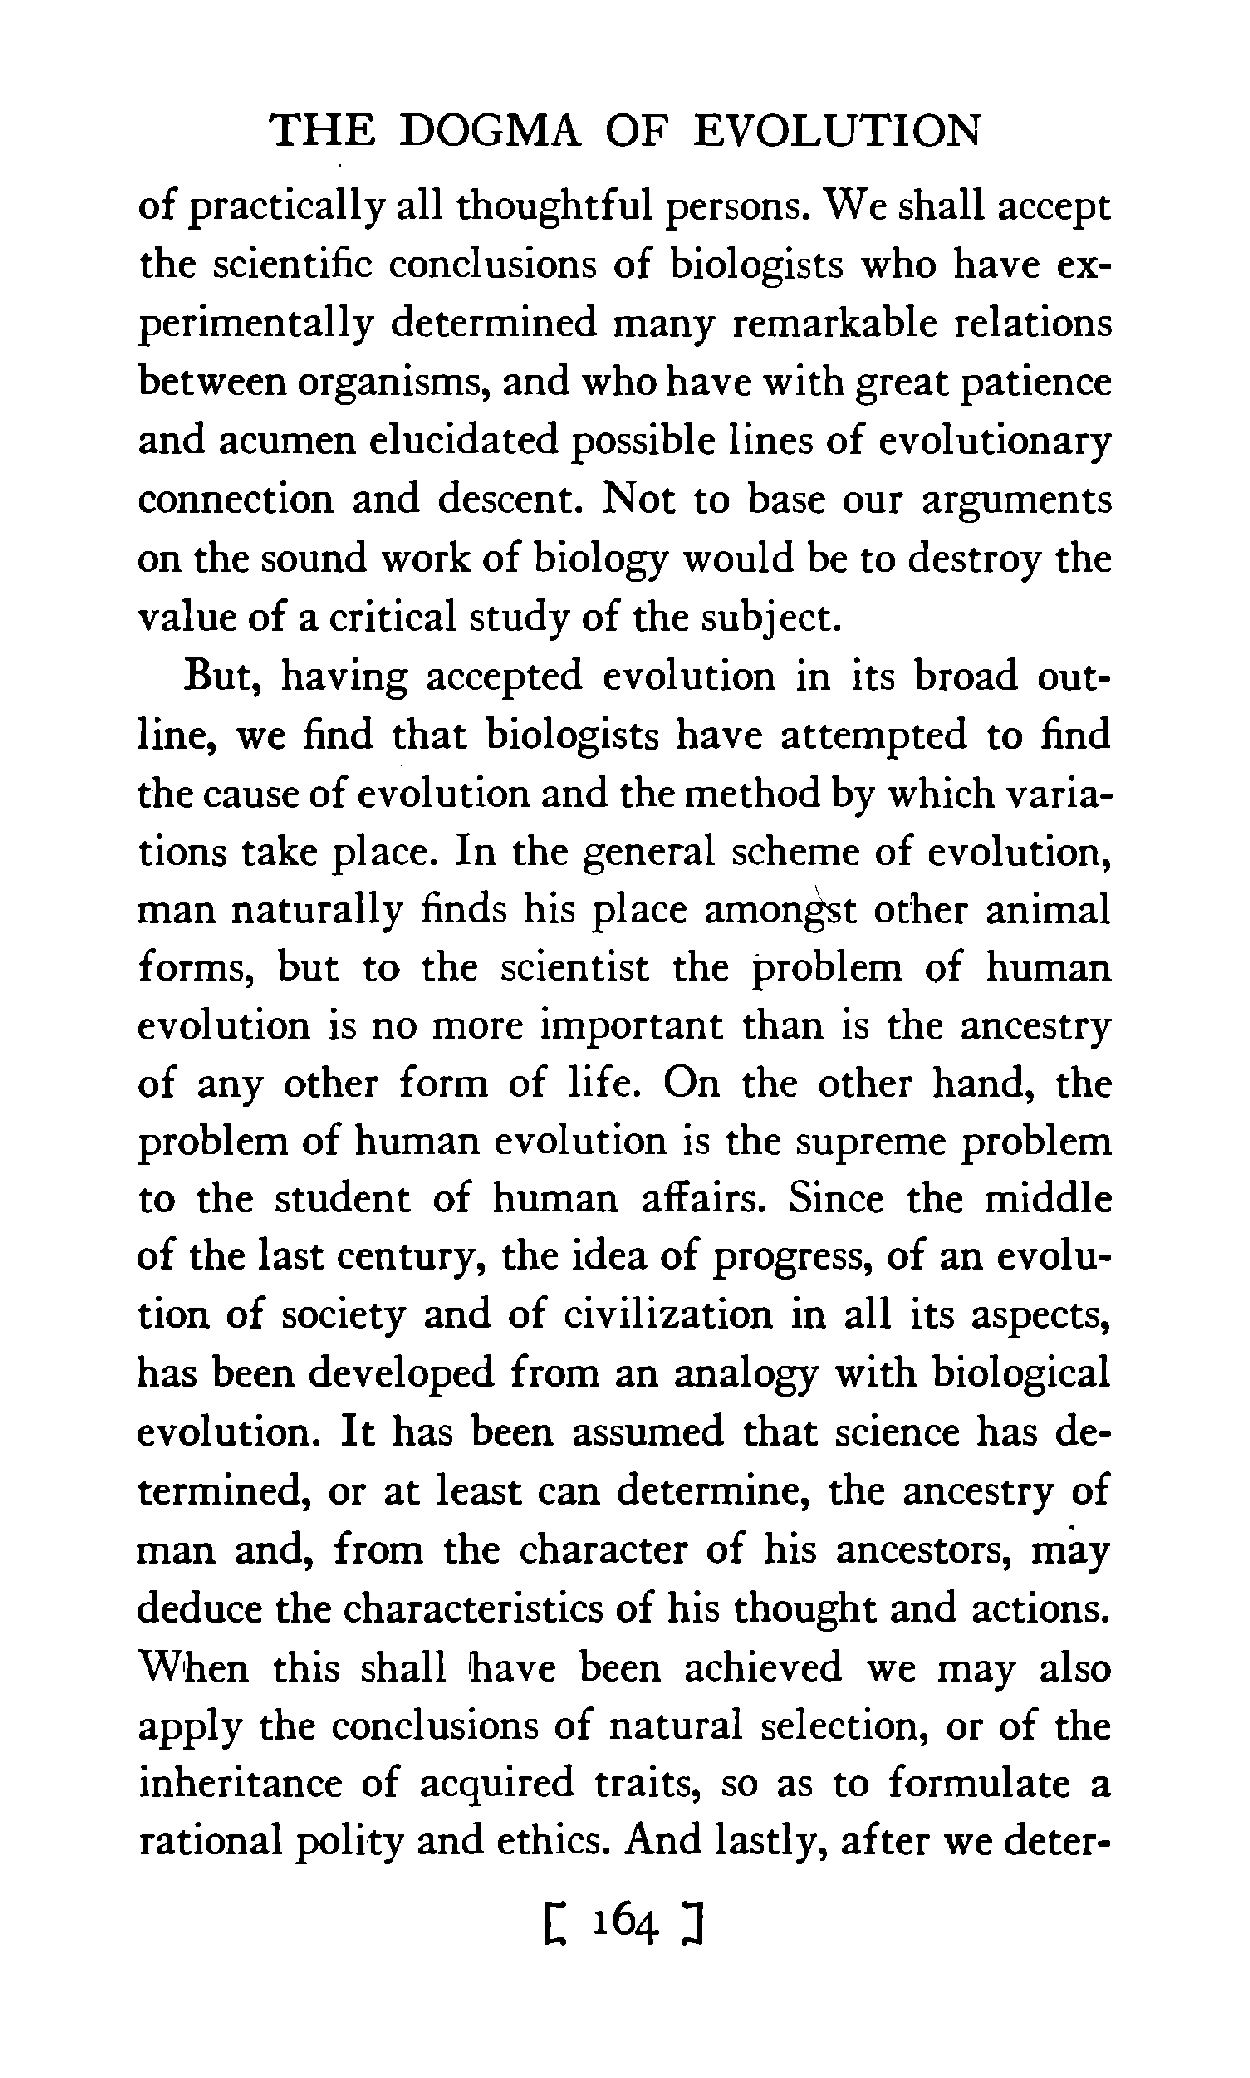 THE DOGMA OF EVOLUTION
of practically all thoughtful persons. We shall accept
the scientific conclusions of biologists who have ex-
perimentally determined many remarkable relations
between organisms, and who have with great patience
and acumen elucidated possible lines of evolutionary
connection and descent. Not to base our arguments
on the sound work of biology would be to destroy the
value of a critical study of the subject.
But, having accepted evolution in its broad out-
line, we find that biologists have attempted to find
the cause of evolution and the method by which varia-
tions take place. In the general scheme of evolution,
man naturally finds his place amongst other animal
forms, but to the scientist the problem of human
evolution is no more important than is the ancestry
of any other form of life. On the other hand, the
problem of human evolution is the supreme problem
to the student of human affairs. Since the middle
of the last century, the idea of progress, of an evolu-
tion of society and of civilization in all its aspects,
has been developed from an analogy with biological
evolution. It has been assumed that science has de-
termined, or at least can determine, the ancestry of
man and, from the character of his ancestors, may
deduce the characteristics of his thought and actions.
When this shall have been achieved we may also
apply the conclusions of natural selection, or of the
inheritance of acquired traits, so as to formulate a
rational polity and ethics. And lastly, after we deter-
[ 164 ]